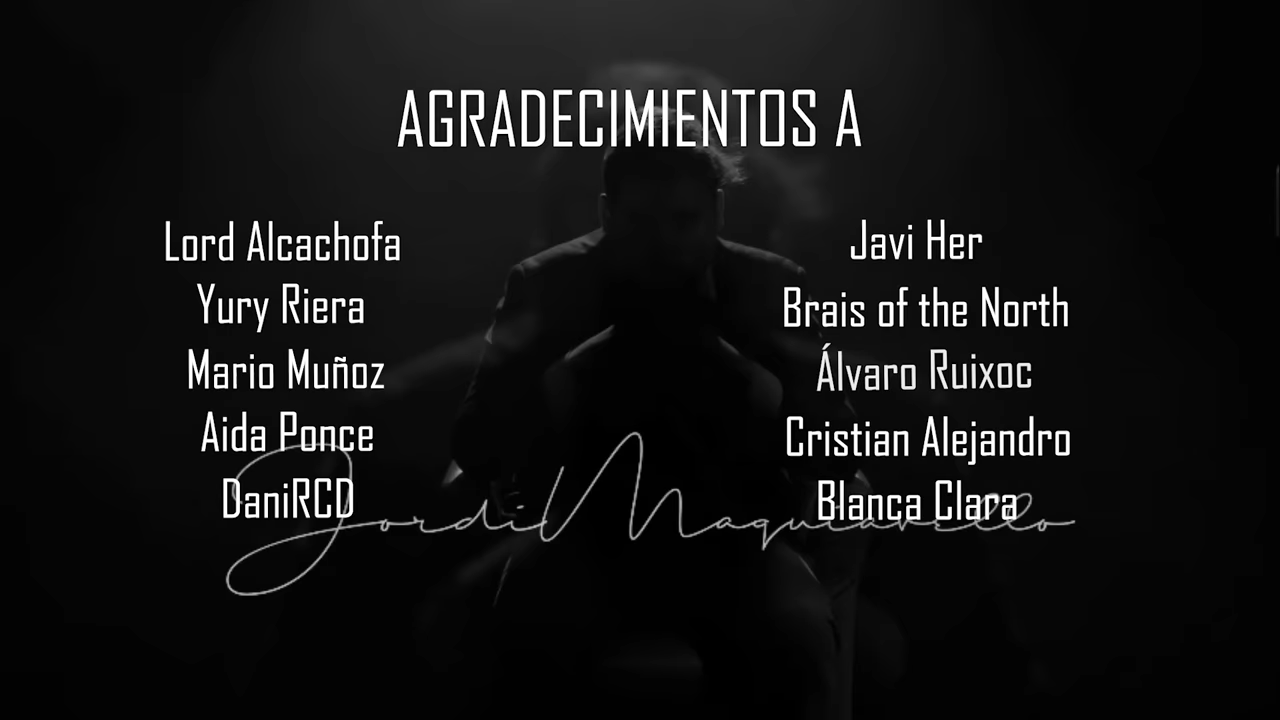 AGRADECIMIENTOS A
Lord Alcachofa
Yury Riera
Mario Muñoz
Aida Ponce
DaniRCD
Javi Her
Brais of the North
Álvaro Ruixoc
Cristian Alejandro
Blanca Clara
Jordi Maquiavello